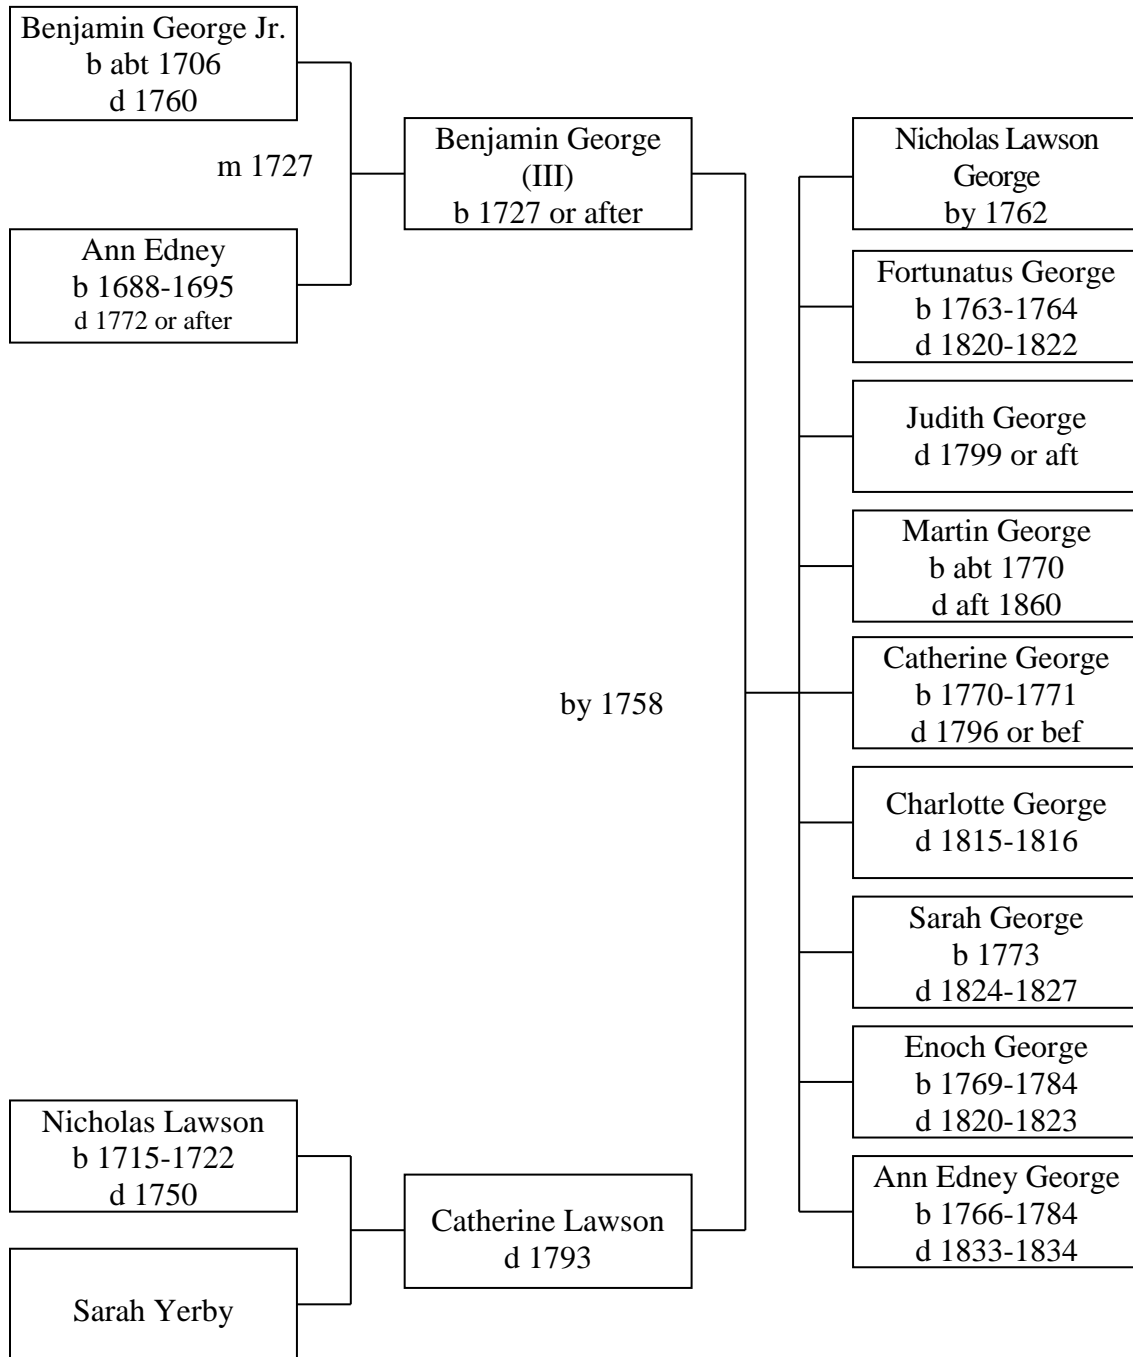 Benjamin George Jr.
b abt 1706
d 1760
m 1727
Ann Edney
b 1688-1695
d 1772 or after
Benjamin George
(III)
b 1727 or after
by 1758
Nicholas Lawson
b 1715-1722
d 1750
Sarah Yerby
Catherine Lawson
d 1793
Nicholas Lawson
George
by 1762
Fortunatus George
b 1763-1764
d 1820-1822
Judith George
d 1799 or aft
Martin George
b abt 1770
d aft 1860
Catherine George
b 1770-1771
d 1796 or bef
Charlotte George
d 1815-1816
Sarah George
b 1773
d 1824-1827
Enoch George
b 1769-1784
d 1820-1823
Ann Edney George
b 1766-1784
d 1833-1834